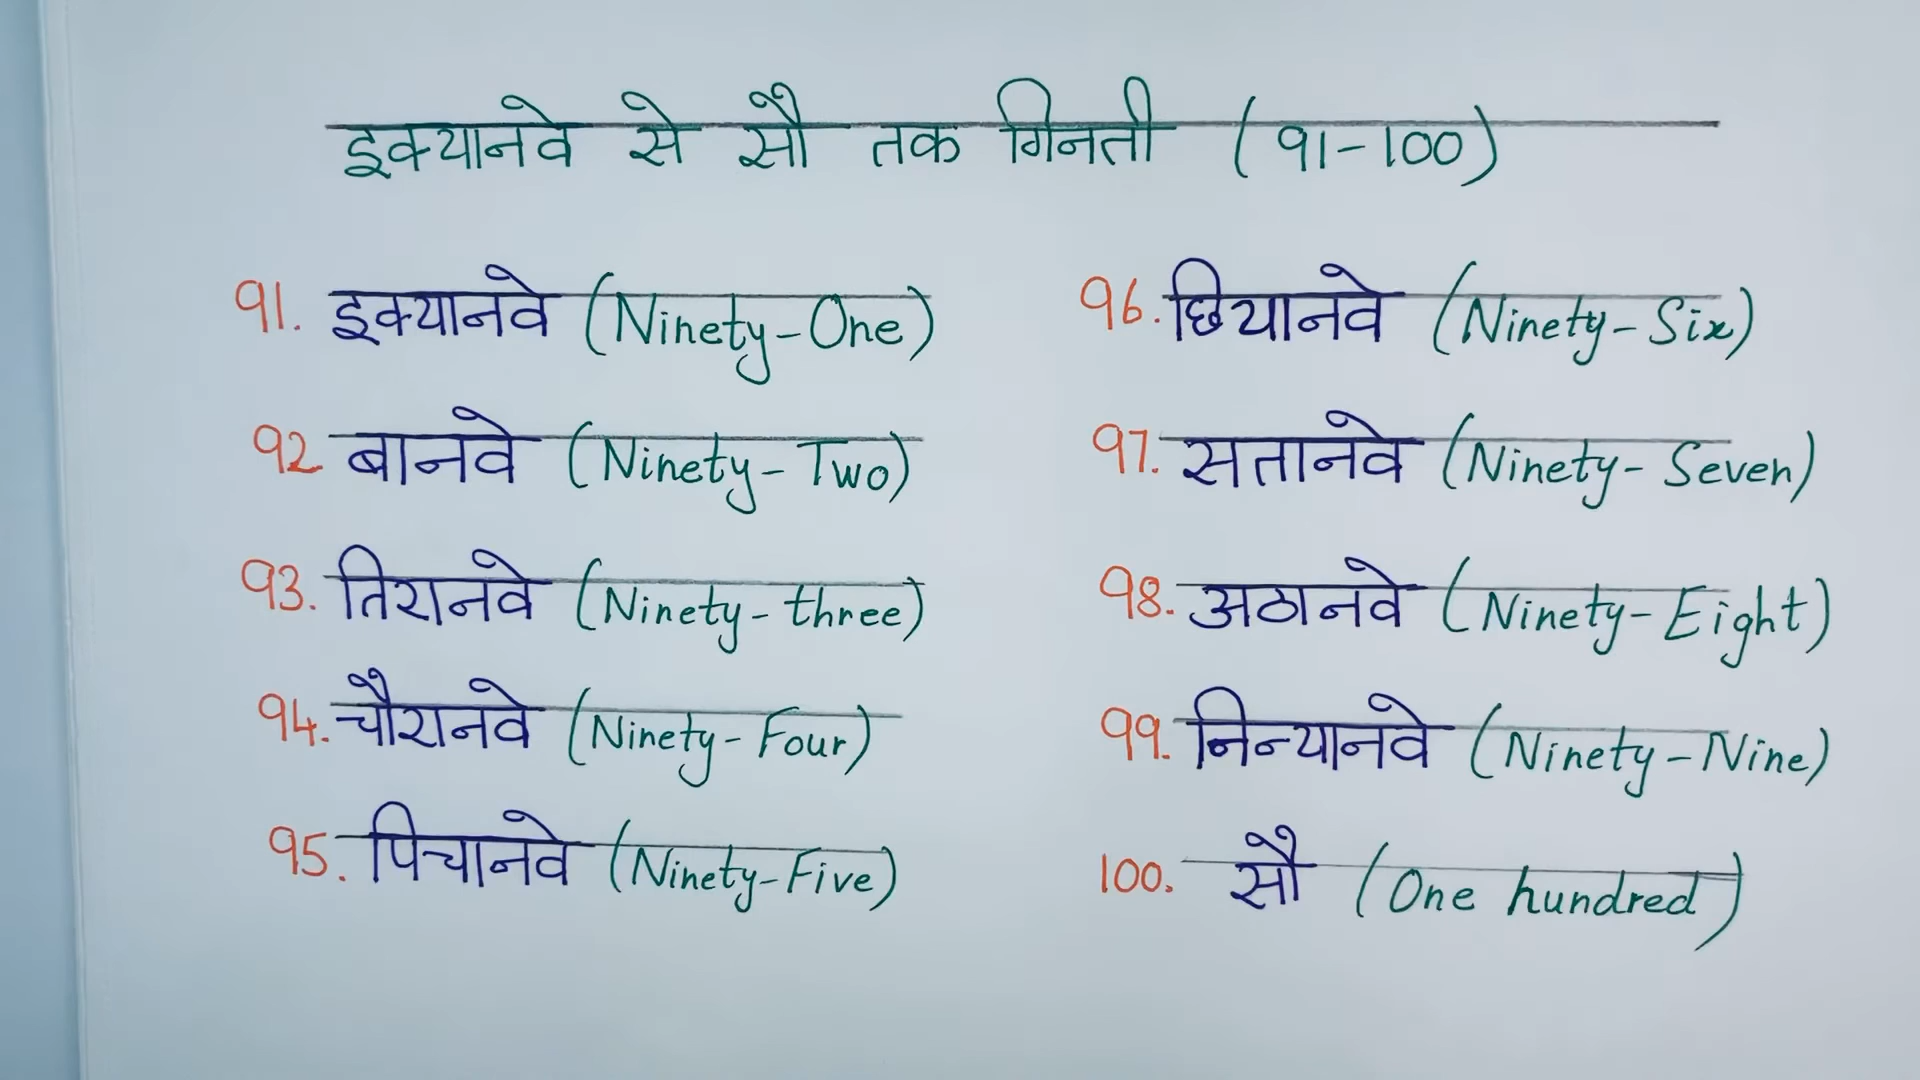 इक्यानवे से सौ तक गिनती (91-100)
91. इक्यानवे (Ninety-One)
92. बानवे (Ninety-Two)
93. तिरानवे (Ninety-three)
94. चौरानवे (Ninety-Four)
95. पिचानवे (Ninety-Five)
96. छियानवे (Ninety-Six)
97. सतानवे (Ninety-Seven)
98. अठानवे (Ninety-Eight)
99. निन्यानवे (Ninety-Nine)
100. सौ (One hundred)